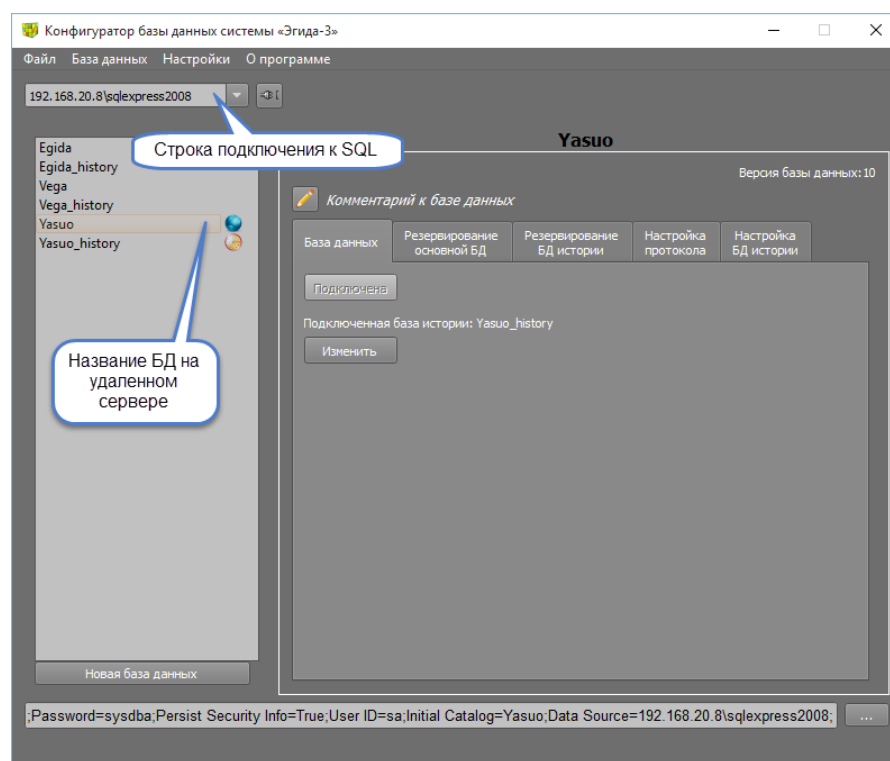 Конфигуратор базы данных системы «Эгида-3»
Файл База данных Настройки О программе
192.168.20.8\sqlexpress2008
Строка подключения к SQL
Egida
Egida_history
Vega
Vega_history
Yasuo
Yasuo_history
Название БД на
удаленном
сервере
Новая база данных
Yasuo
Версия базы данных:10
Комментарий к базе данных
База данных
Резервирование
основной БД
Резервирование
БД истории
Настройка
протокола
Настройка
БД истории
Подключена
Подключенная база истории: Yasuo_history
Изменить
;Password=sysdba;Persist Security Info=True;User ID=sa;Initial Catalog=Yasuo;Data Source=192.168.20.8\sqlexpress2008;
...